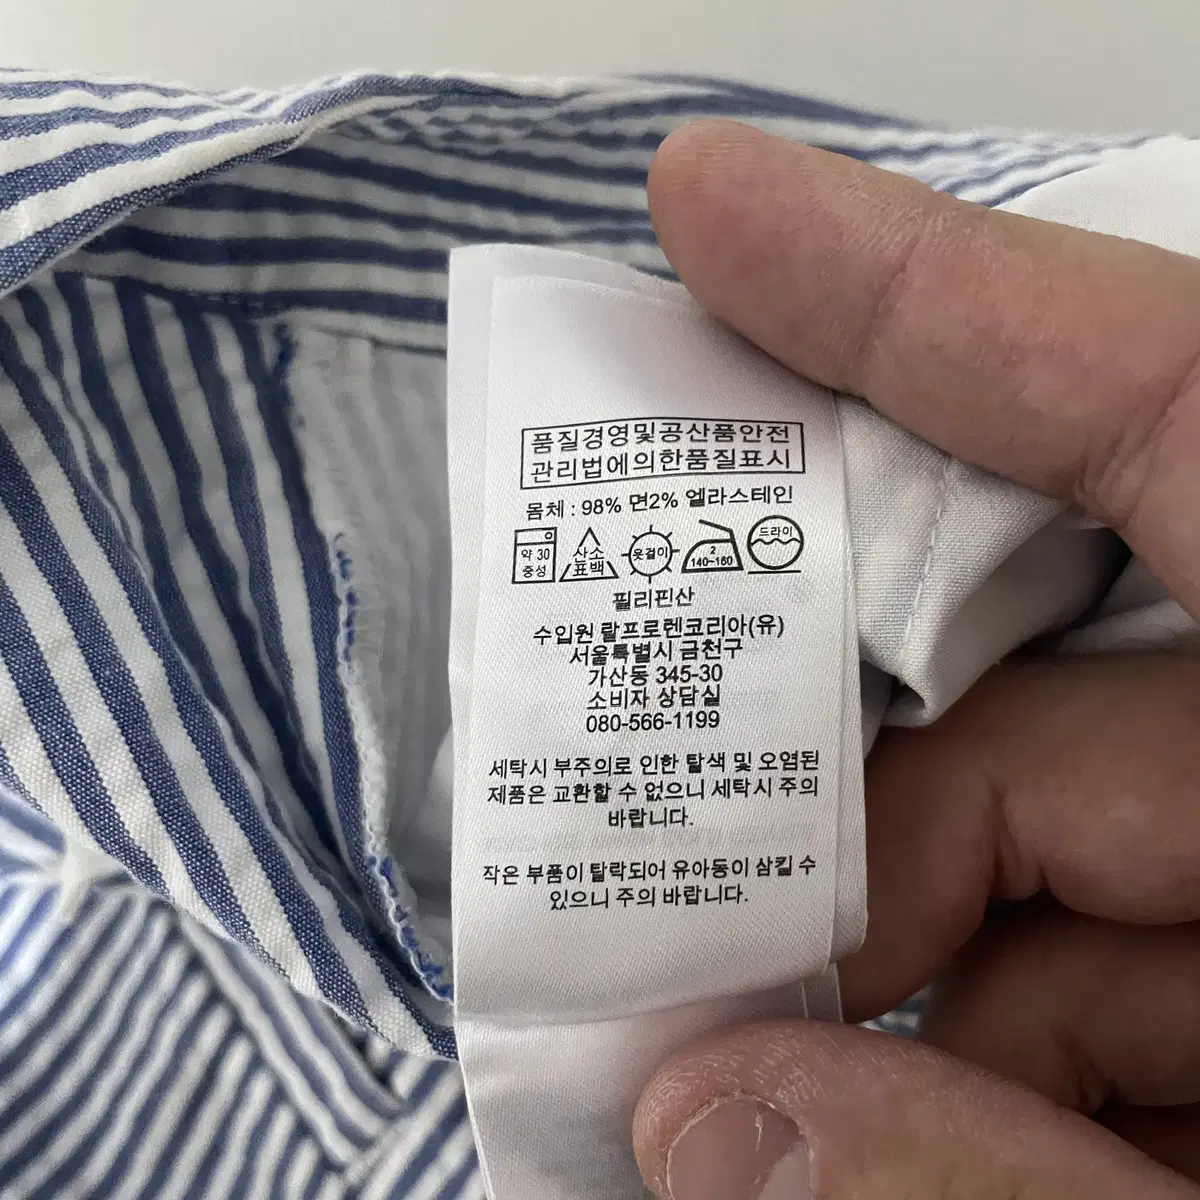 품질경영및공산품안전
관리법에의한품질표시
몸체 : 98% 면2% 엘라스테인
약 30
중성
산소
표백
옷걸이
2
140~160
드라이
필리핀산
수입원 랄프로렌코리아(유)
서울특별시 금천구
가산동 345-30
소비자 상담실
080-566-1199
세탁시 부주의로 인한 탈색 및 오염된
제품은 교환할 수 없으니 세탁시 주의
바랍니다.
작은 부품이 탈락되어 유아동이 삼킬 수
있으니 주의 바랍니다.